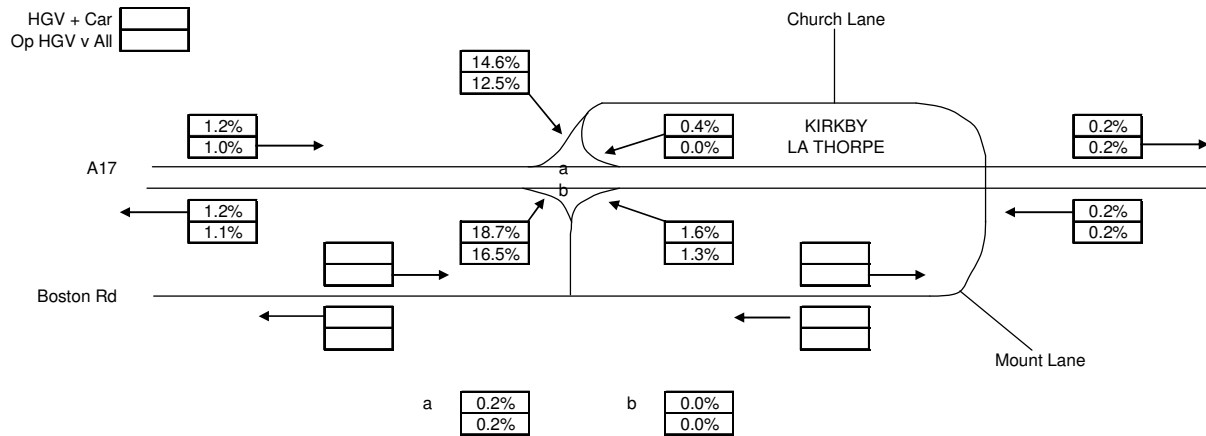 HGV + Car
Op HGV v All
Church Lane
14.6%
12.5%
1.2%
1.0%
0.4%
0.0%
KIRKBY
LA THORPE
0.2%
0.2%
A17
a
b
1.2%
1.1%
18.7%
16.5%
1.6%
1.3%
0.2%
0.2%
Boston Rd
Mount Lane
a
0.2%
0.2%
b
0.0%
0.0%